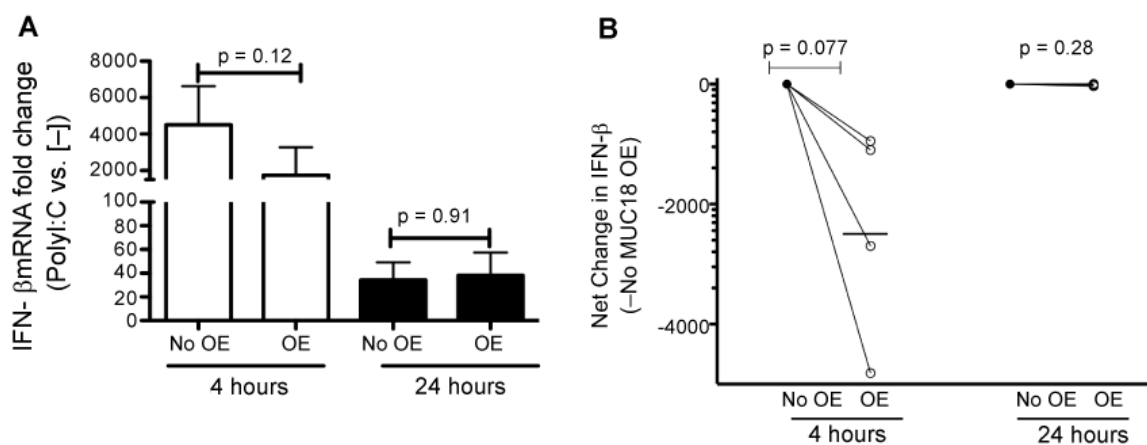 A
IFN- βmRNA fold change
(PolyI:C vs. [–])
8000
6000
4000
2000
100
80
60
40
20
0
p = 0.12
p = 0.91
No OE
OE
No OE
OE
4 hours
24 hours
B
Net Change in IFN-β
(–No MUC18 OE)
p = 0.077
p = 0.28
0
-2000
-4000
No OE
OE
No OE
OE
4 hours
24 hours